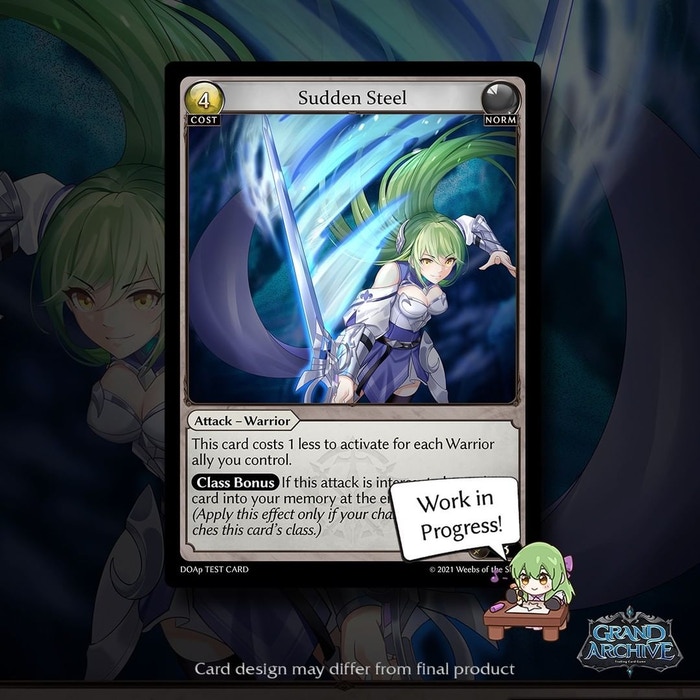 4
COST
Sudden Steel
NORM
Attack – Warrior
This card costs 1 less to activate for each Warrior
ally you control.
Class Bonus If this attack is
card into your memory at the
(Apply this effect only if your
ches this card's class.)
Work in
Progress!
DOAp TEST CARD
© 2021 Weebs of the
GRAND
ARCHIVE
Trading Card Game
Card design may differ from final product